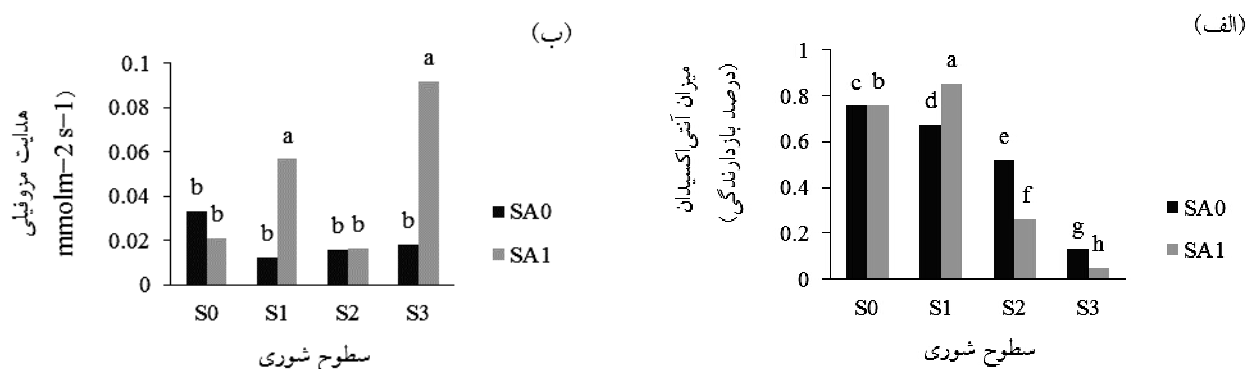 (الف)
میزان آنتی‌اکسیدان
(درصد بازدارندگی)
1
0.8
0.6
0.4
0.2
0
c b
d a
e f
g h
S0 S1 S2 S3
سطوح شوری
SA0
SA1
(ب)
هدایت مزوفیلی
mmolm−2 s−1)
0.1
0.08
0.06
0.04
0.02
0
b b
b a
b b
b a
S0 S1 S2 S3
سطوح شوری
SA0
SA1